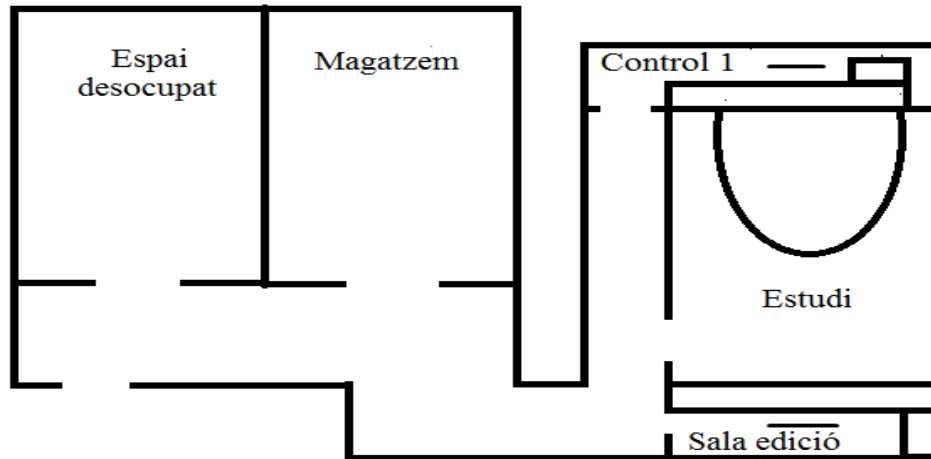 Espai
desocupat
Magatzem
Control 1
Estudi
Sala edició